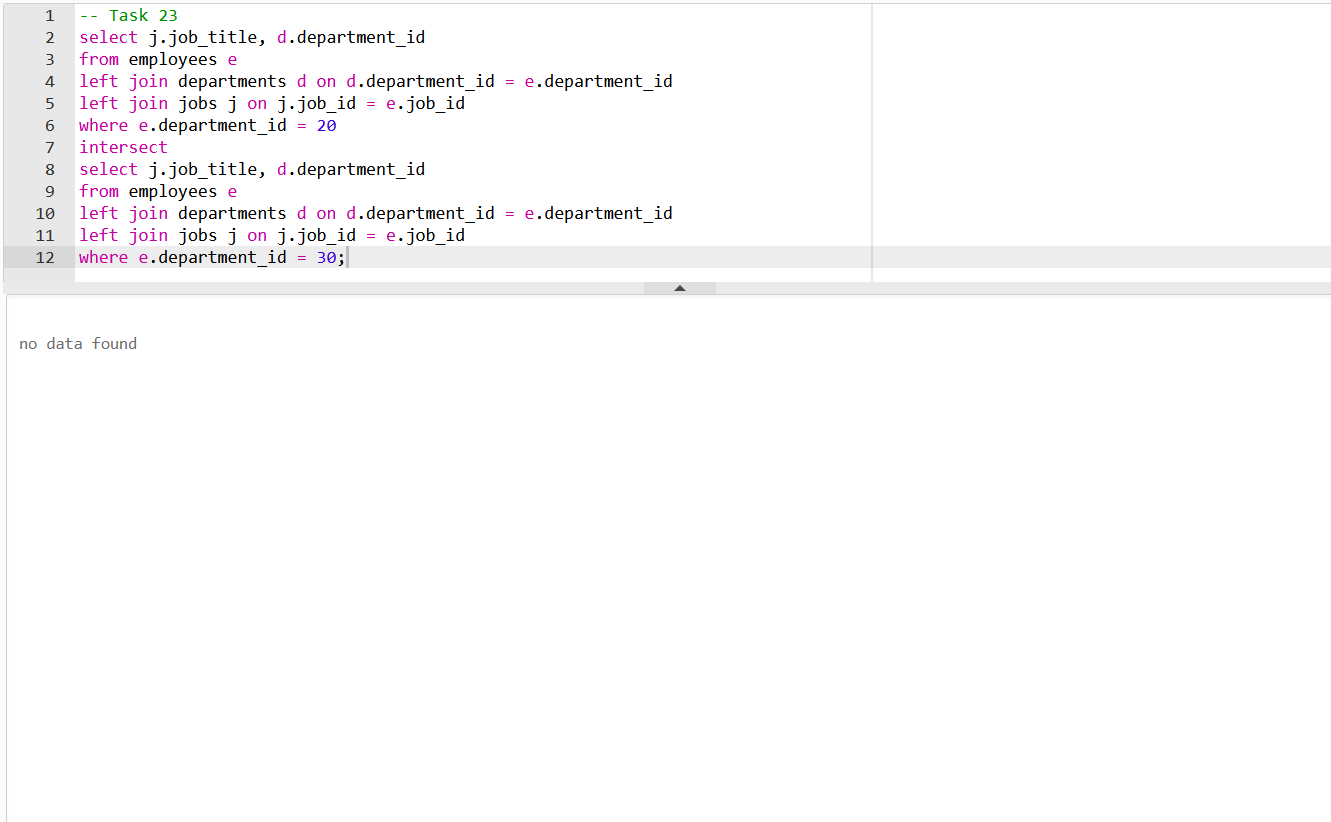 1 -- Task 23
2 select j.job_title, d.department_id
3 from employees e
4 left join departments d on d.department_id = e.department_id
5 left join jobs j on j.job_id = e.job_id
6 where e.department_id = 20
7 intersect
8 select j.job_title, d.department_id
9 from employees e
10 left join departments d on d.department_id = e.department_id
11 left join jobs j on j.job_id = e.job_id
12 where e.department_id = 30;
no data found